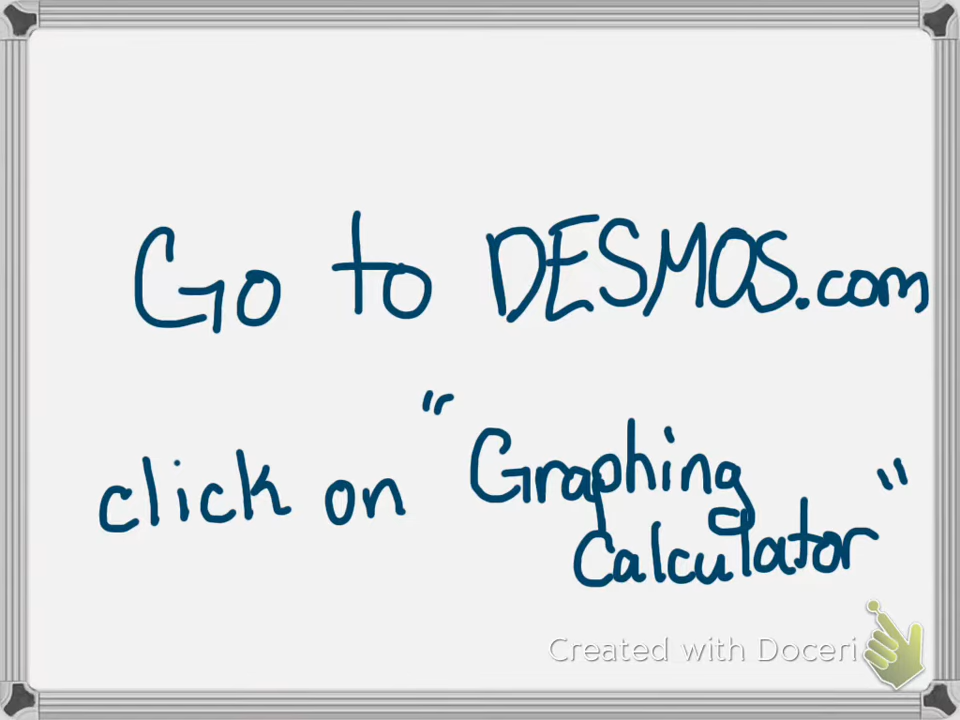 Go to DESMOS.com
click on "Graphing
Calculator"
Created with Doceri